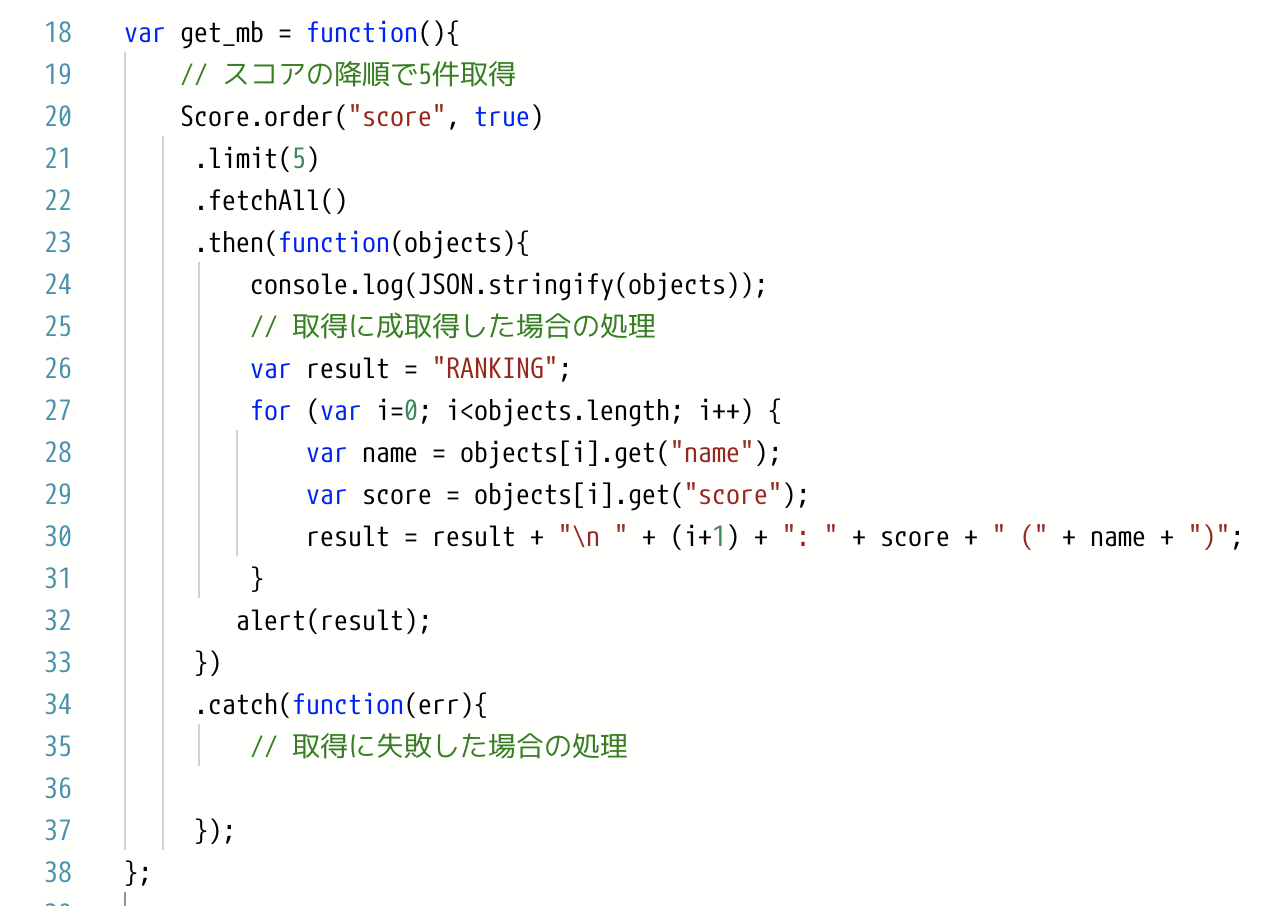 18 var get_mb = function(){
19 // スコアの降順で5件取得
20 Score.order("score", true)
21 .limit(5)
22 .fetchAll()
23 .then(function(objects){
24 console.log(JSON.stringify(objects));
25 // 取得に成取得した場合の処理
26 var result = "RANKING";
27 for (var i=0; i<objects.length; i++) {
28 var name = objects[i].get("name");
29 var score = objects[i].get("score");
30 result = result + "\n " + (i+1) + ": " + score + " (" + name + ")";
31 }
32 alert(result);
33 })
34 .catch(function(err){
35 // 取得に失敗した場合の処理
36
37 });
38 };